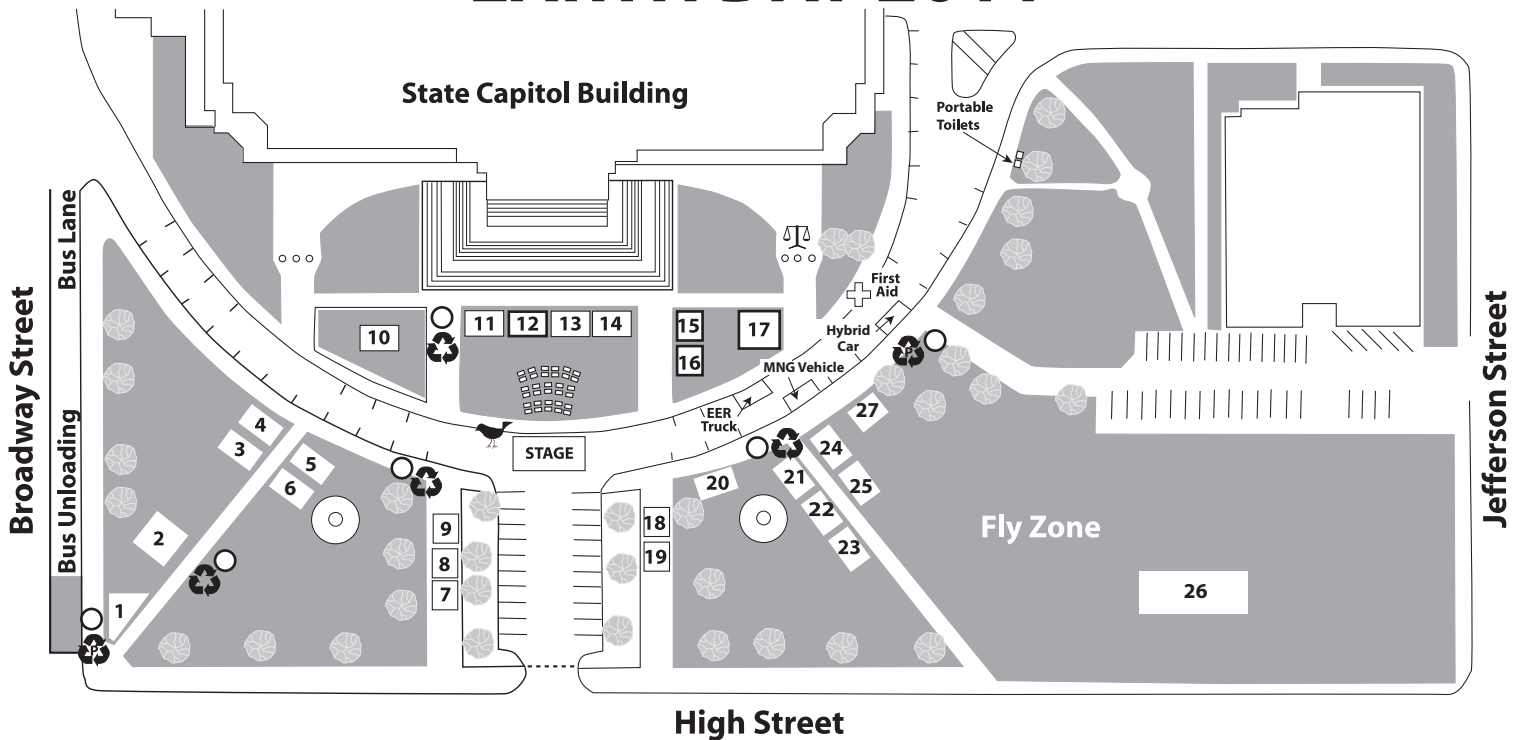 State Capitol Building
Portable
Toilets
Bus Lane
First
Aid
Broadway Street
Jefferson Street
11
12
13
14
15
17
10
Hybrid
Car
16
MNG Vehicle
EER
Truck
27
4
3
STAGE
24
5
6
21
20
25
Bus Unloading
22
9
18
Fly Zone
2
23
8
19
7
26
1
P
P
High Street